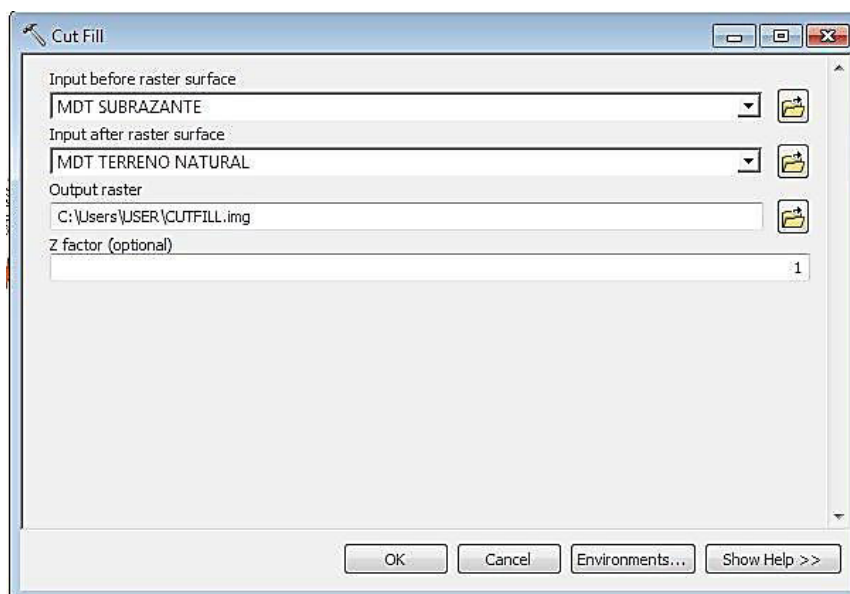 Cut Fill
Input before raster surface
MDT SUBRAZANTE
Input after raster surface
MDT TERRENO NATURAL
Output raster
C:\Users\USER\CUTFILL.img
Z factor (optional)
1
OK Cancel Environments... Show Help >>